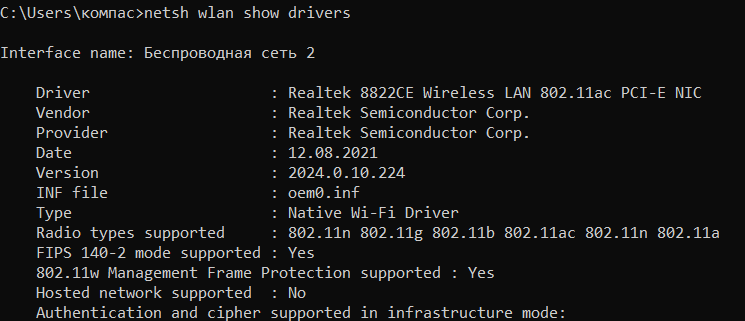 C:\Users\компас>netsh wlan show drivers
Interface name: Беспроводная сеть 2
Driver : Realtek 8822CE Wireless LAN 802.11ac PCI-E NIC
Vendor : Realtek Semiconductor Corp.
Provider : Realtek Semiconductor Corp.
Date : 12.08.2021
Version : 2024.0.10.224
INF file : oem0.inf
Type : Native Wi-Fi Driver
Radio types supported : 802.11n 802.11g 802.11b 802.11ac 802.11n 802.11a
FIPS 140-2 mode supported : Yes
802.11w Management Frame Protection supported : Yes
Hosted network supported : No
Authentication and cipher supported in infrastructure mode: